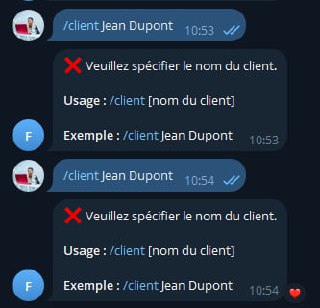 /client Jean Dupont 10:53
❌ Veuillez spécifier le nom du client.
Usage : /client [nom du client]
Exemple : /client Jean Dupont
F 10:53
/client Jean Dupont 10:54
❌ Veuillez spécifier le nom du client.
Usage : /client [nom du client]
Exemple : /client Jean Dupont
F 10:54